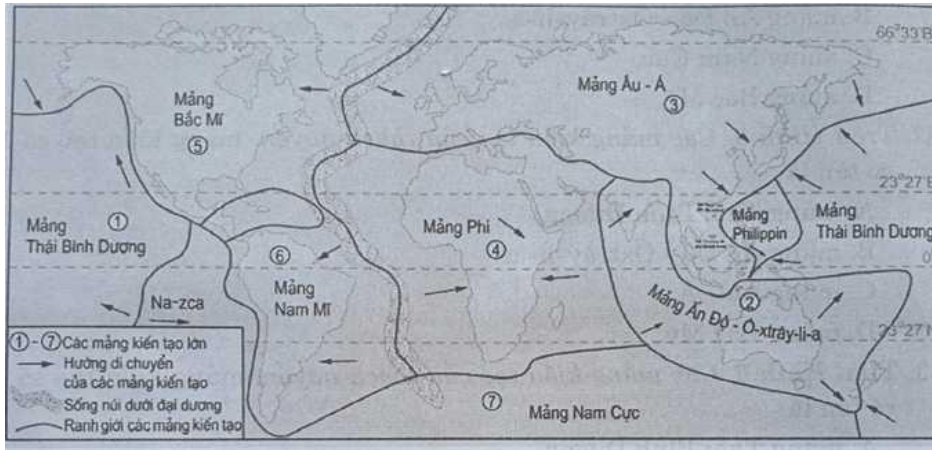 66°33'B
Mảng Âu - Á
③
Mảng
Bắc Mĩ
⑤
23°27'B
①
Mảng
Thái Bình Dương
Mảng Phi
④
Mảng
Philippin
Mảng
Thái Bình Dương
0
⑥
Mảng
Nam Mĩ
Na-zca
②
Mảng Ấn Độ - Ô-xtrây-li-a
23°27'N
⑦
Mảng Nam Cực
①-⑦ Các mảng kiến tạo lớn
Hướng di chuyển
của các mảng kiến tạo
Sống núi dưới đại dương
Ranh giới các mảng kiến tạo